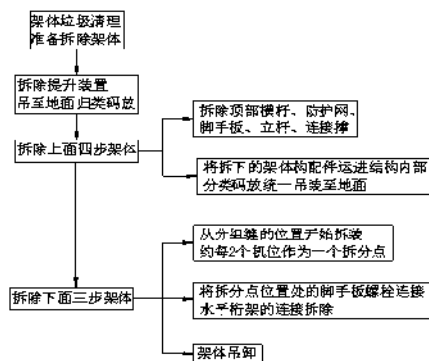 架体垃圾清理
准备拆除架体
拆除提升装置
吊至地面归类码放
拆除上面四步架体
拆除顶部横杆、防护网、
脚手板、立杆、连接撑
将拆下的架体构配件运进结构内部
分类码放统一吊装至地面
拆除下面三步架体
从分组缝的位置开始拆装
约每2个机位作为一个拆分点
将拆分点位置处的脚手板螺栓连接
水平桁架的连接拆除
架体吊卸